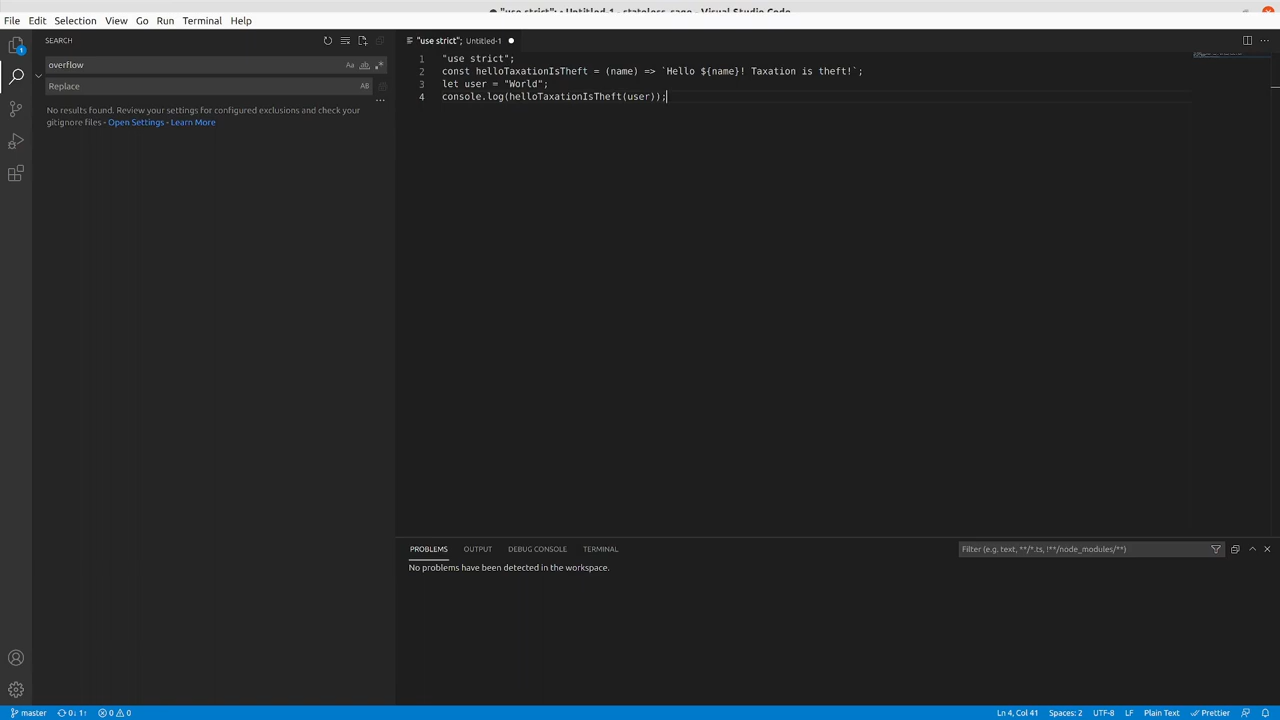 "use strict"; • Untitled-1 - stateless_sage - Visual Studio Code
File Edit Selection View Go Run Terminal Help
SEARCH
"use strict"; Untitled-1
overflow
Aa ab
Replace
AB
No results found. Review your settings for configured exclusions and check your
gitignore files - Open Settings - Learn More
1 "use strict";
2 const helloTaxationIsTheft = (name) => `Hello ${name}! Taxation is theft!`;
3 let user = "World";
4 console.log(helloTaxationIsTheft(user));
PROBLEMS OUTPUT DEBUG CONSOLE TERMINAL
Filter (e.g. text, **/*.ts, !**/node_modules/**)
No problems have been detected in the workspace.
1
master 0↓ 1↑ 0 0
Ln 4, Col 41 Spaces: 2 UTF-8 LF Plain Text Prettier